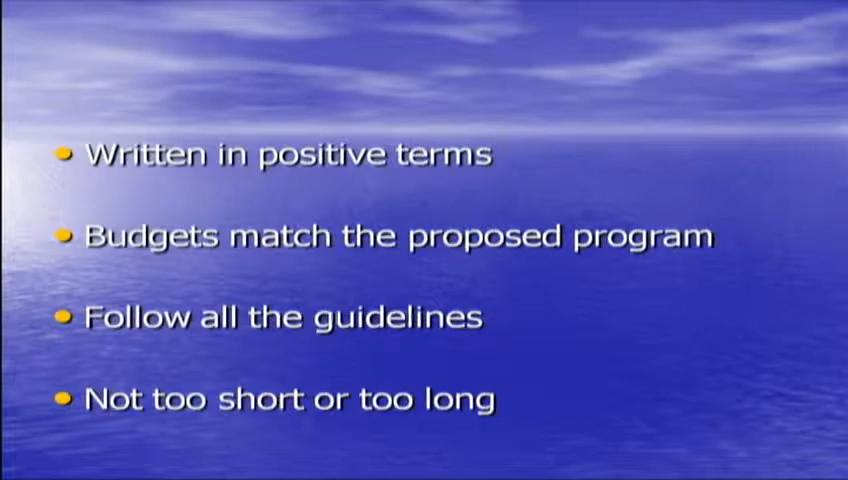 Written in positive terms
Budgets match the proposed program
Follow all the guidelines
Not too short or too long